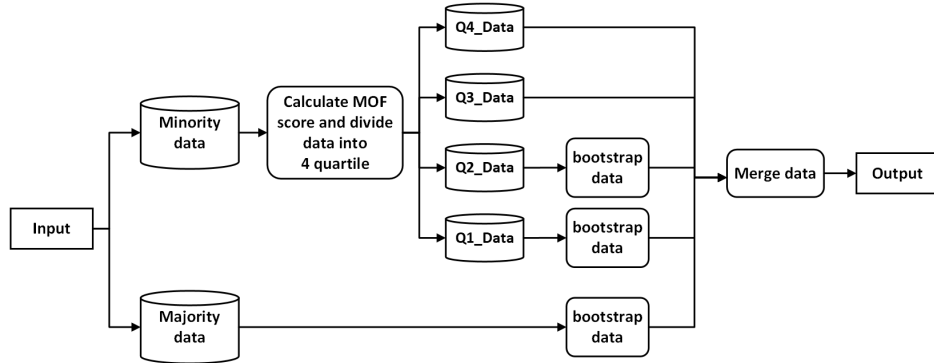 Input
Minority
data
Majority
data
Calculate MOF
score and divide
data into
4 quartile
Q4_Data
Q3_Data
Q2_Data
Q1_Data
bootstrap
data
bootstrap
data
bootstrap
data
Merge data
Output